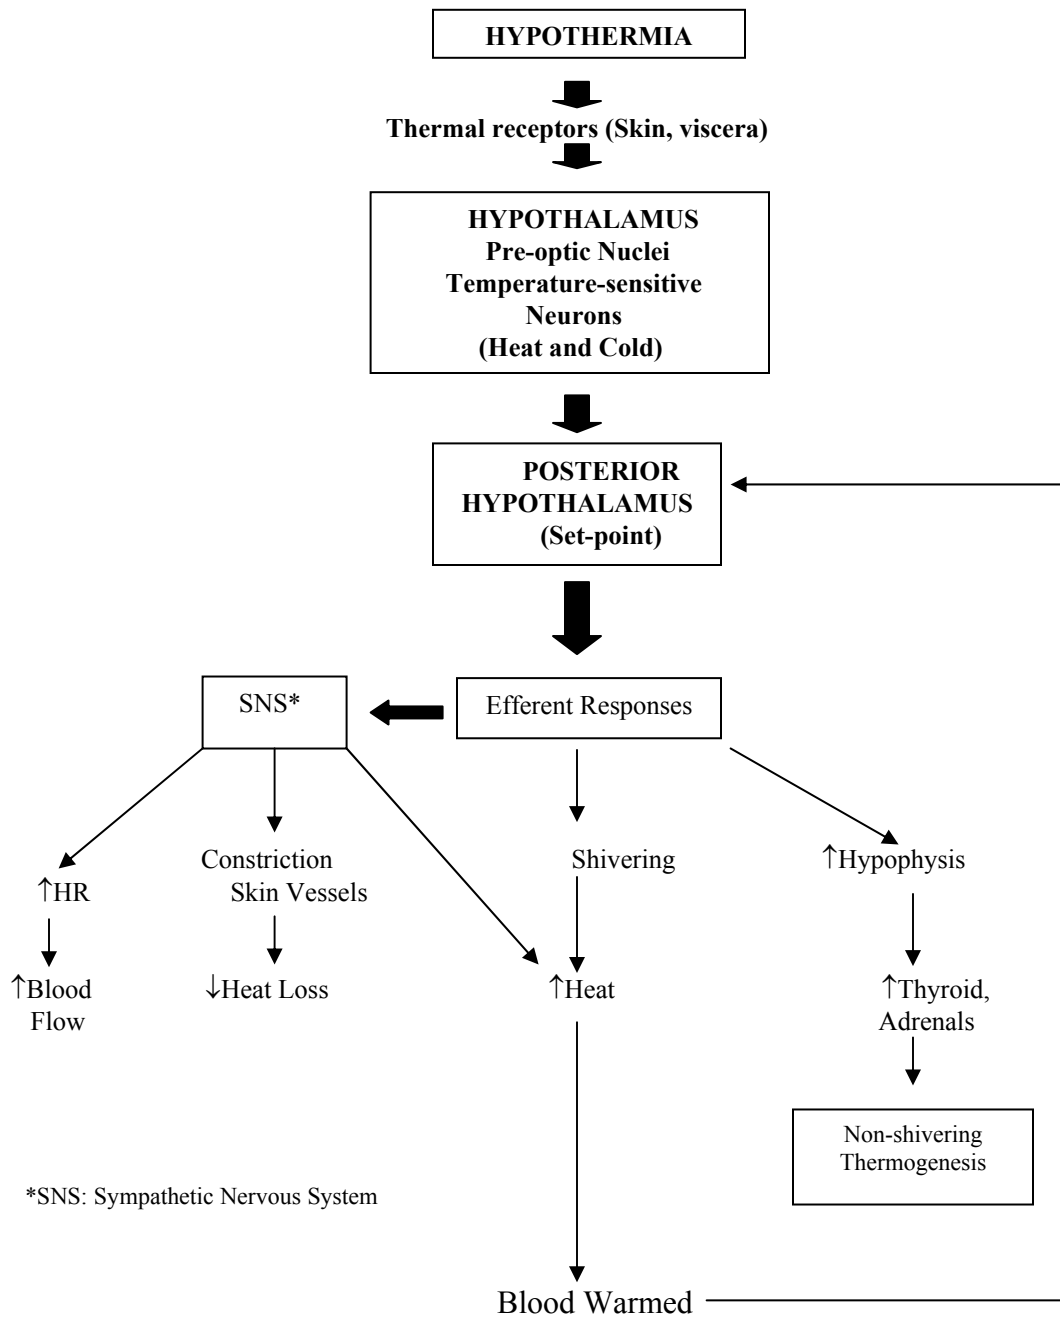 HYPOTHERMIA
Thermal receptors (Skin, viscera)
HYPOTHALAMUS
Pre-optic Nuclei
Temperature-sensitive
Neurons
(Heat and Cold)
POSTERIOR
HYPOTHALAMUS
(Set-point)
SNS*
Efferent Responses
↑HR
Constriction
Skin Vessels
Shivering
↑Hypophysis
↑Blood
Flow
↓Heat Loss
↑Heat
↑Thyroid,
Adrenals
Non-shivering
Thermogenesis
*SNS: Sympathetic Nervous System
Blood Warmed